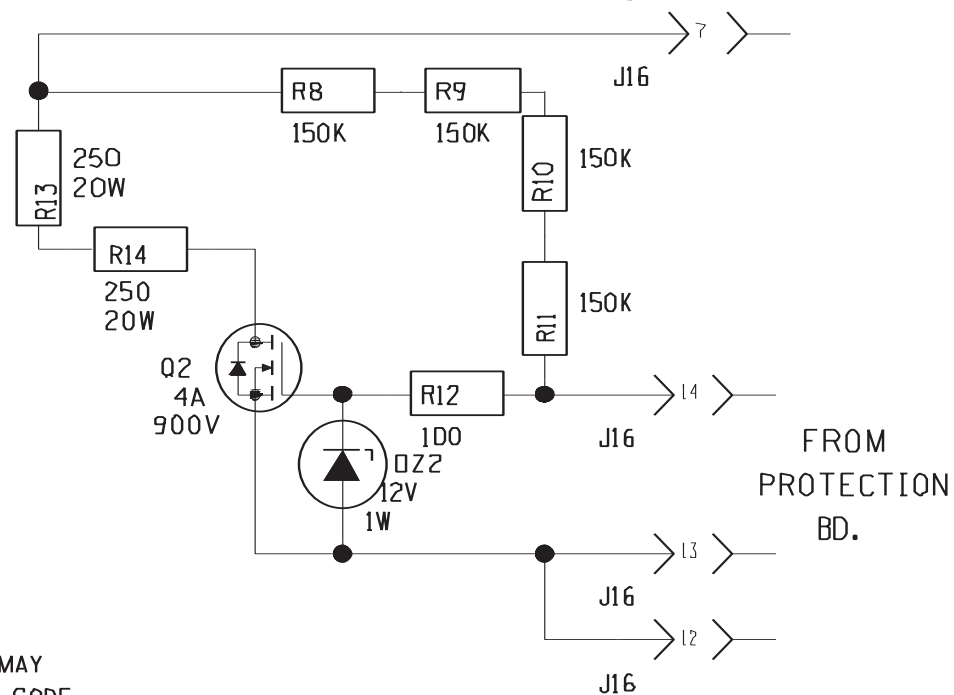 7
J16
R8
R9
150K
150K
250
20W
R13
R10
150K
R14
250
20W
R11
150K
Q2
4A
900V
R12
100
14
J16
DZ2
12V
1W
FROM
PROTECTION
BD.
13
J16
12
J16
MAY
CODE